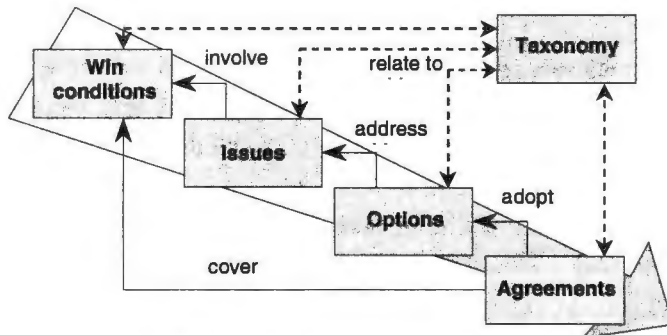 Win
conditions
involve
relate to
Taxonomy
Issues
address
Options
adopt
cover
Agreements